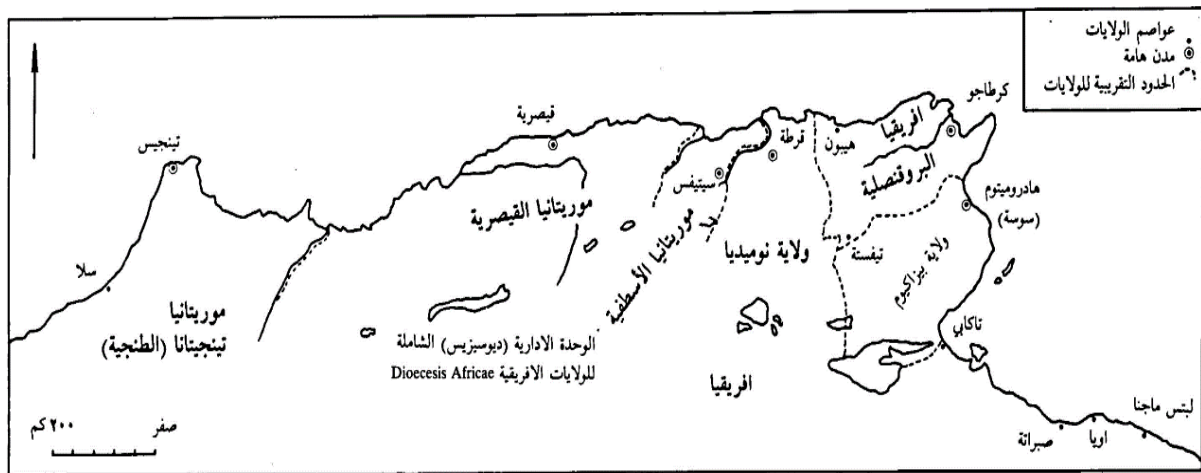 عواصم الولايات
مدن هامة
الحدود التقريبية للولايات
كرطاجو
افريقيا
البروقنصلية
هيبون
قرطة
قيصرية
تينجيس
سيتيفس
هادروميتوم
(سوسة)
موريتانيا القيصرية
موريتانيا الأسطفية
ولاية نوميديا
تيفستة
ولاية بيزاكيوم
سلا
موريتانيا
تينجيتانا (الطنجية)
الوحدة الادارية (ديوسيزيس) الشاملة
للولايات الافريقية Dioecesis Africae
افريقيا
تاكابي
لبتس ماجنا
اويا
صبراتة
صفر ٢٠٠ كم